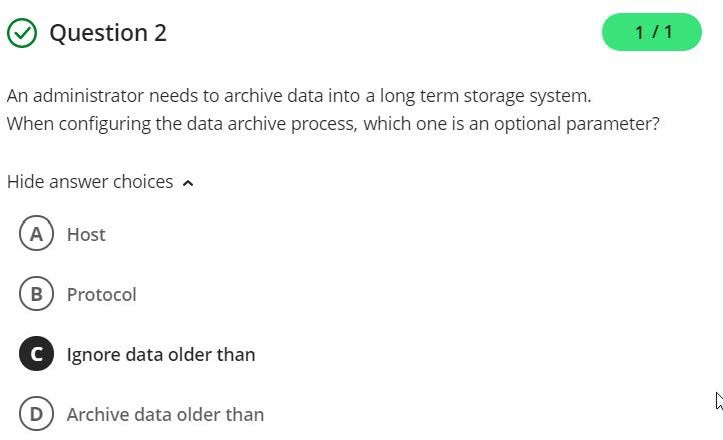 Question 2
1 / 1
An administrator needs to archive data into a long term storage system.
When configuring the data archive process, which one is an optional parameter?
Hide answer choices
A Host
B Protocol
C Ignore data older than
D Archive data older than